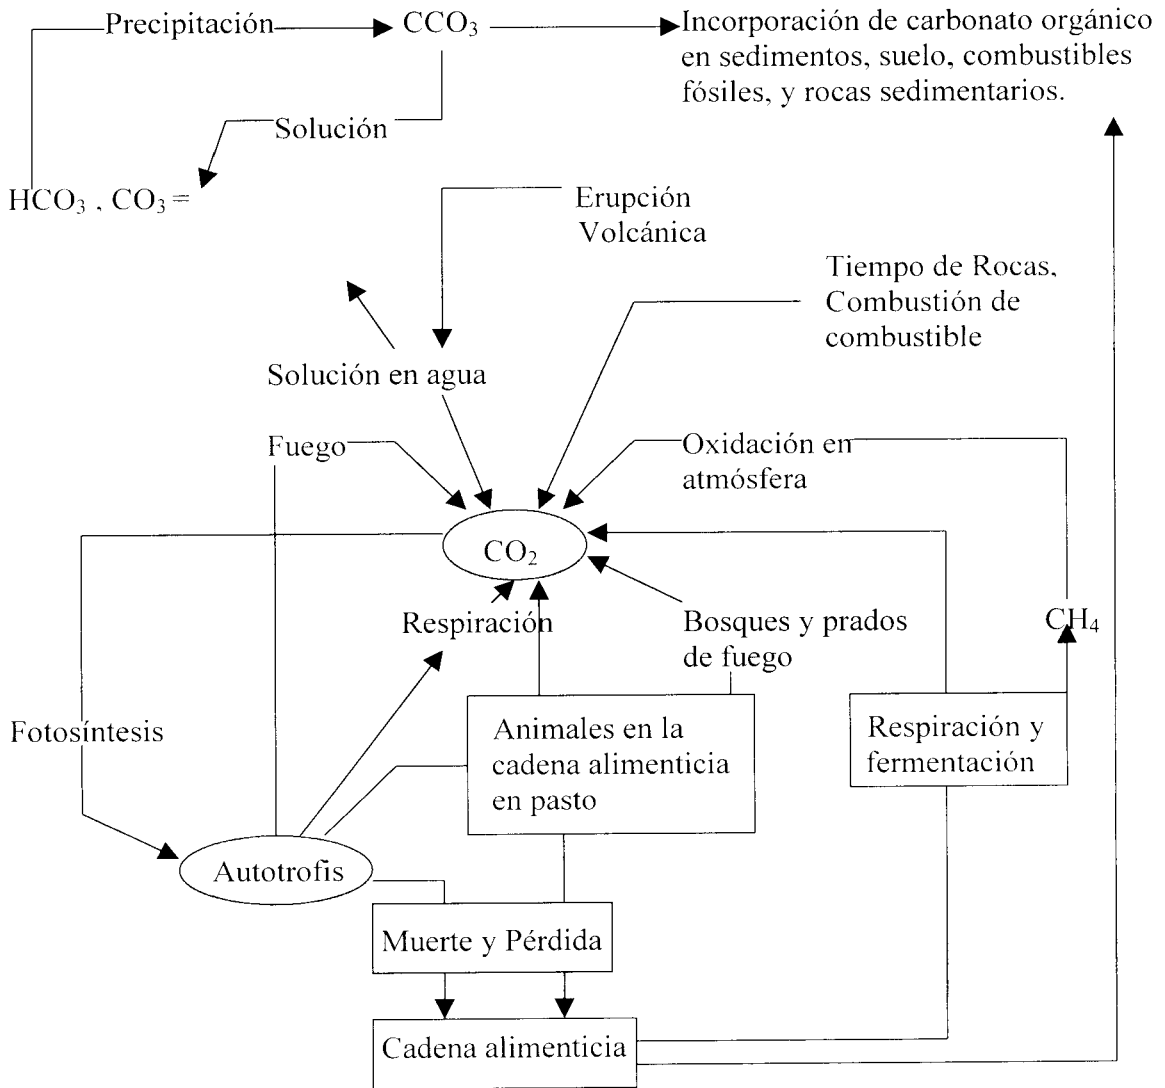 Precipitación
CCO₃
Incorporación de carbonato orgánico
en sedimentos, suelo, combustibles
fósiles, y rocas sedimentarios.
Solución
HCO₃ , CO₃ =
Erupción
Volcánica
Tiempo de Rocas,
Combustión de
combustible
Solución en agua
Fuego
Oxidación en
atmósfera
CO₂
Respiración
Bosques y prados
de fuego
CH₄
Fotosíntesis
Animales en la
cadena alimenticia
en pasto
Respiración y
fermentación
Autotrofis
Muerte y Pérdida
Cadena alimenticia